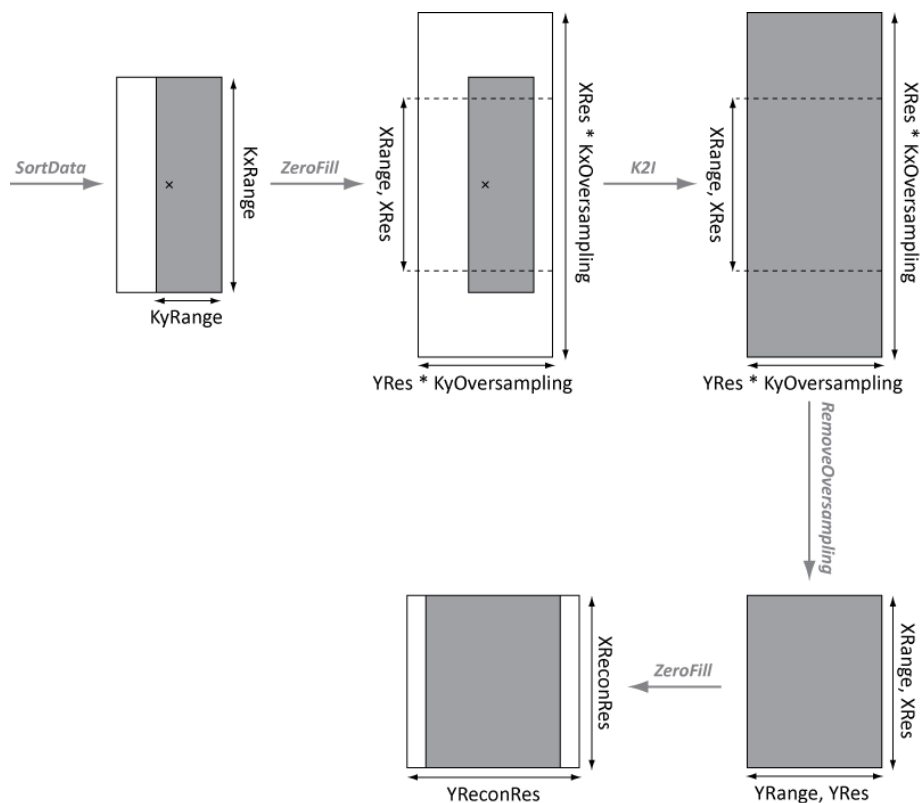 SortData
KxRange
KyRange
ZeroFill
XRange, XRes
XRes * KxOversampling
YRes * KyOversampling
K2I
XRange, XRes
XRes * KxOversampling
YRes * KyOversampling
RemoveOversampling
XRange, XRes
YRange, YRes
ZeroFill
XReconRes
YReconRes